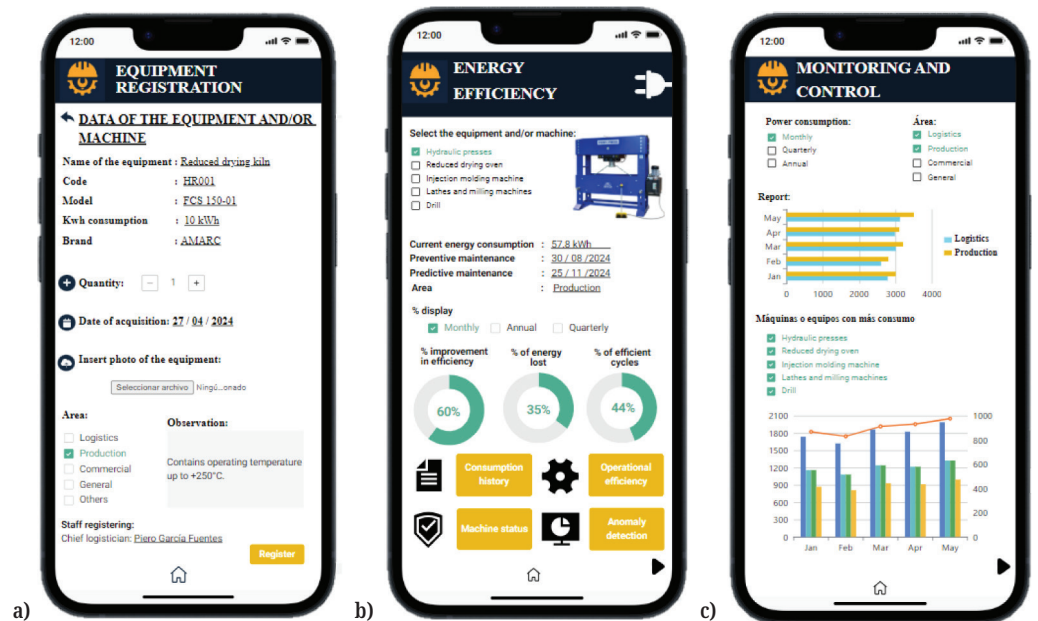 12:00
EQUIPMENT
REGISTRATION
DATA OF THE EQUIPMENT AND/OR
MACHINE
Name of the equipment : Reduced drying kiln
Code : HR001
Model : FCS 150-01
Kwh consumption : 10 kWh
Brand : AMARC
Quantity: − 1 +
Date of acquisition: 27 / 04 / 2024
Insert photo of the equipment:
Seleccionar archivo Ningú...onado
Area:
Logistics
Production
Commercial
General
Others
Observation:
Contains operating temperature
up to +250°C.
Staff registering:
Chief logistician: Piero García Fuentes
Register
a)
12:00
ENERGY
EFFICIENCY
Select the equipment and/or machine:
Hydraulic presses
Reduced drying oven
Injection molding machine
Lathes and milling machines
Drill
Current energy consumption : 57.8 kWh
Preventive maintenance : 30 / 08 /2024
Predictive maintenance : 25 / 11 /2024
Area : Production
% display
Monthly Annual Quarterly
% improvement
in efficiency
% of energy
lost
% of efficient
cycles
60% 35% 44%
Consumption
history
Operational
efficiency
Machine status
Anomaly
detection
b)
12:00
MONITORING AND
CONTROL
Power consumption:
Monthly
Quarterly
Annual
Área:
Logistics
Production
Commercial
General
Report:
May
Apr
Mar
Feb
Jan
0 1000 2000 3000 4000
Logistics
Production
Máquinas o equipos con más consumo
Hydraulic presses
Reduced drying oven
Injection molding machine
Lathes and milling machines
Drill
2100 1000
1800 800
1500
1200 600
900 400
600
300 200
0 0
Jan Feb Mar Apr May
c)